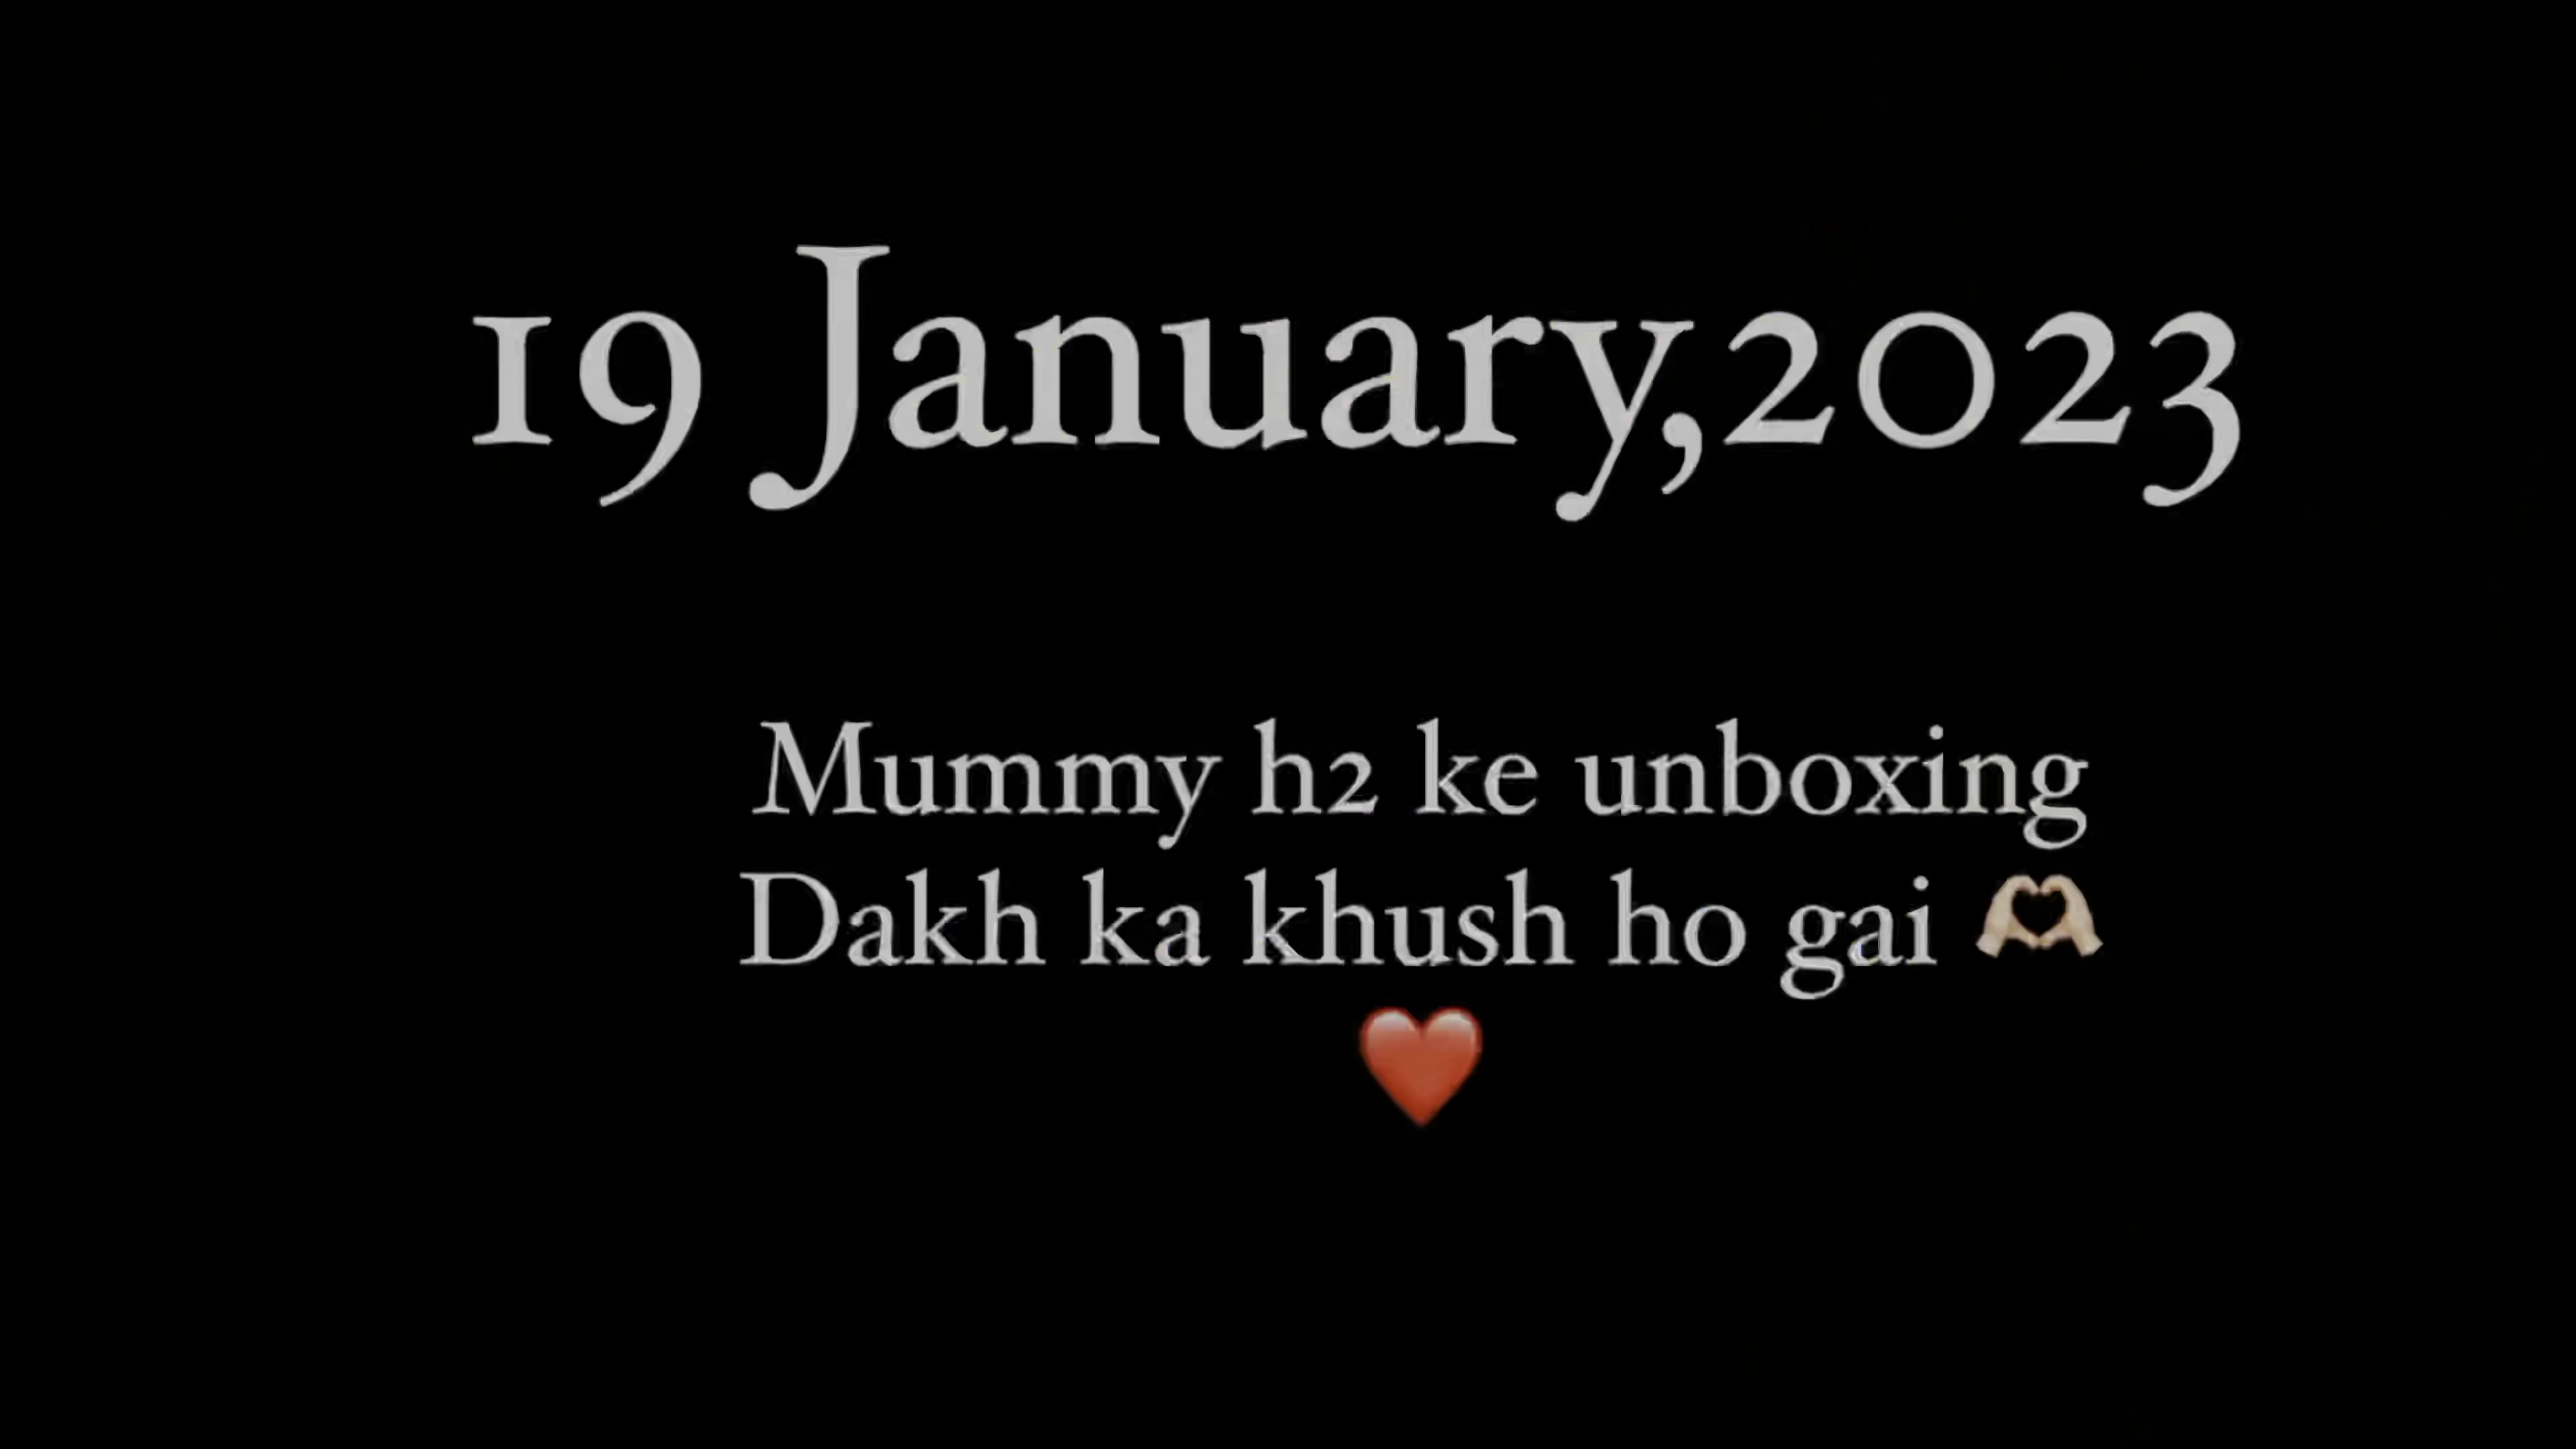 19 January,2023
Mummy h2 ke unboxing
Dakh ka khush ho gai 🫶🏼
❤️